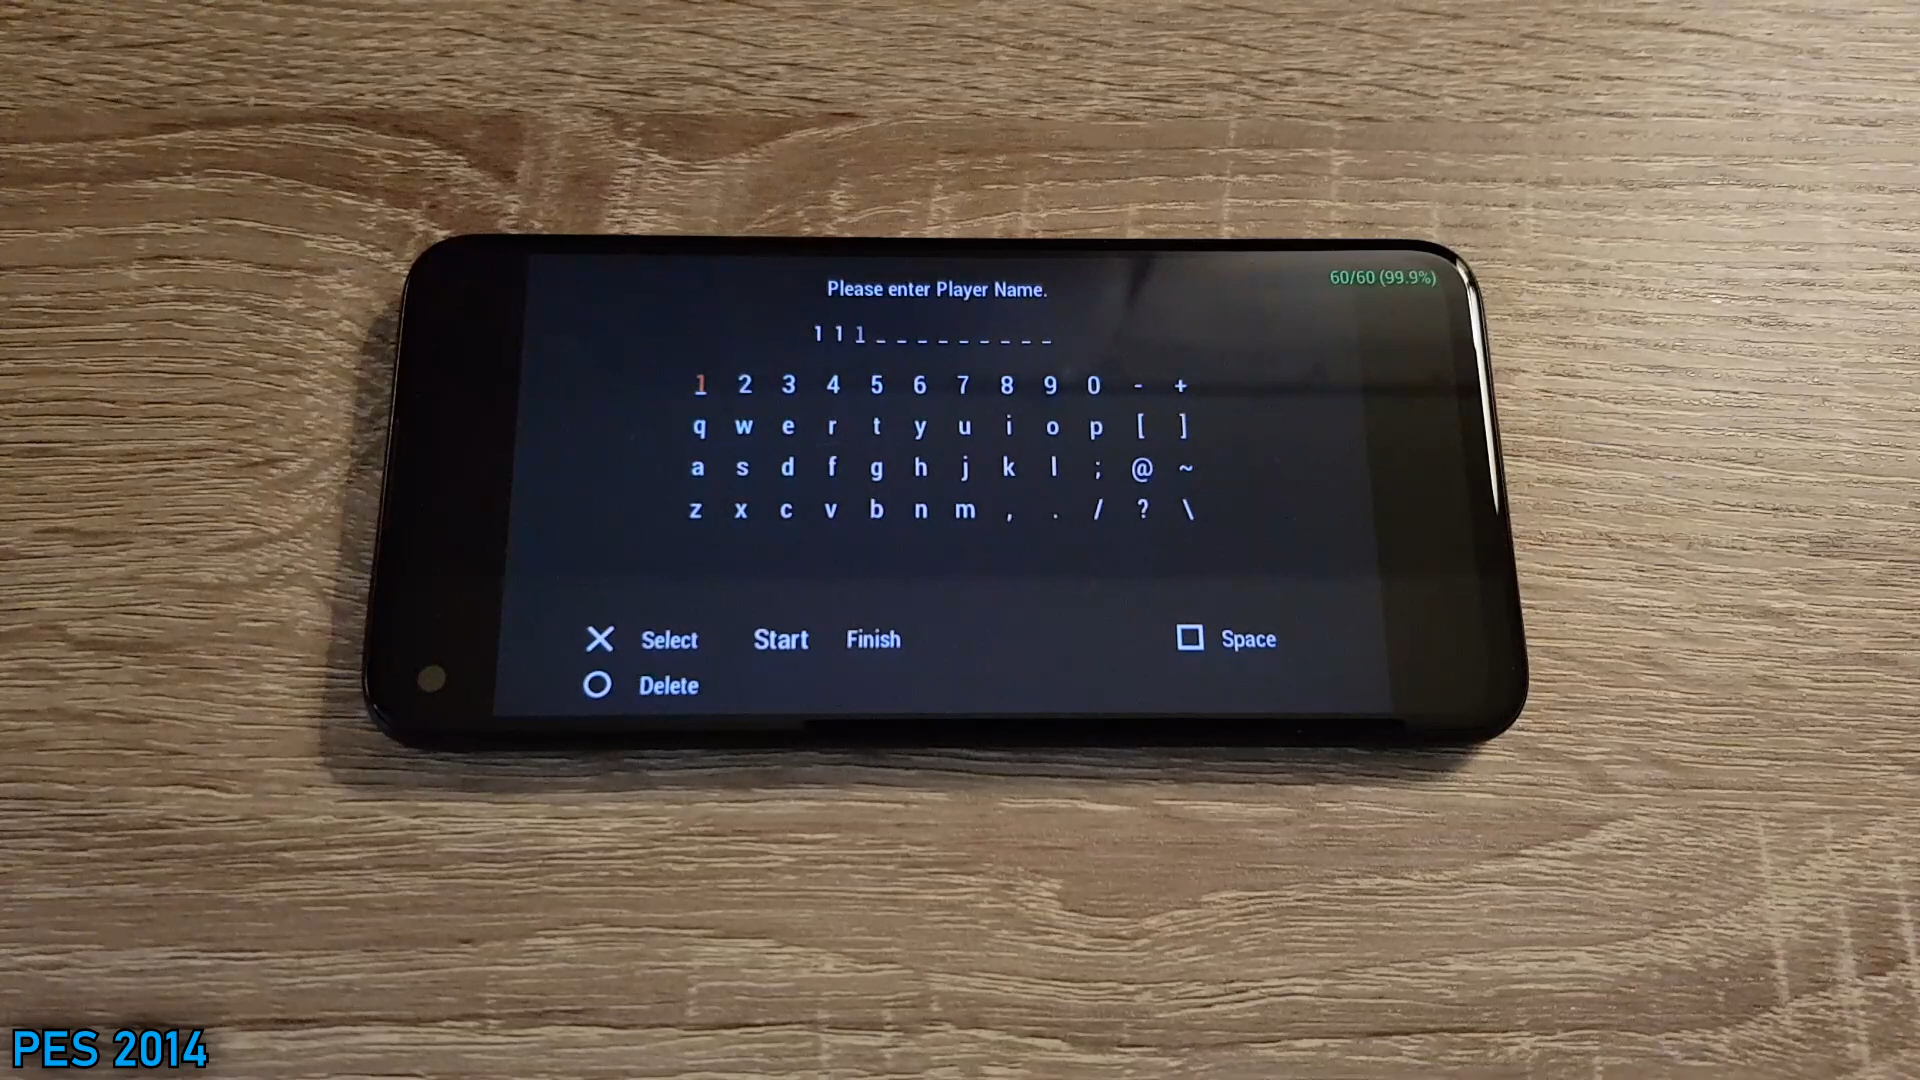 60/60 (99.9%)
Please enter Player Name.
111_________
1 2 3 4 5 6 7 8 9 0 - +
q w e r t y u i o p [ ]
a s d f g h j k l ; @ ~
z x c v b n m , . / ? \
Select Start Finish Space
Delete
PES 2014